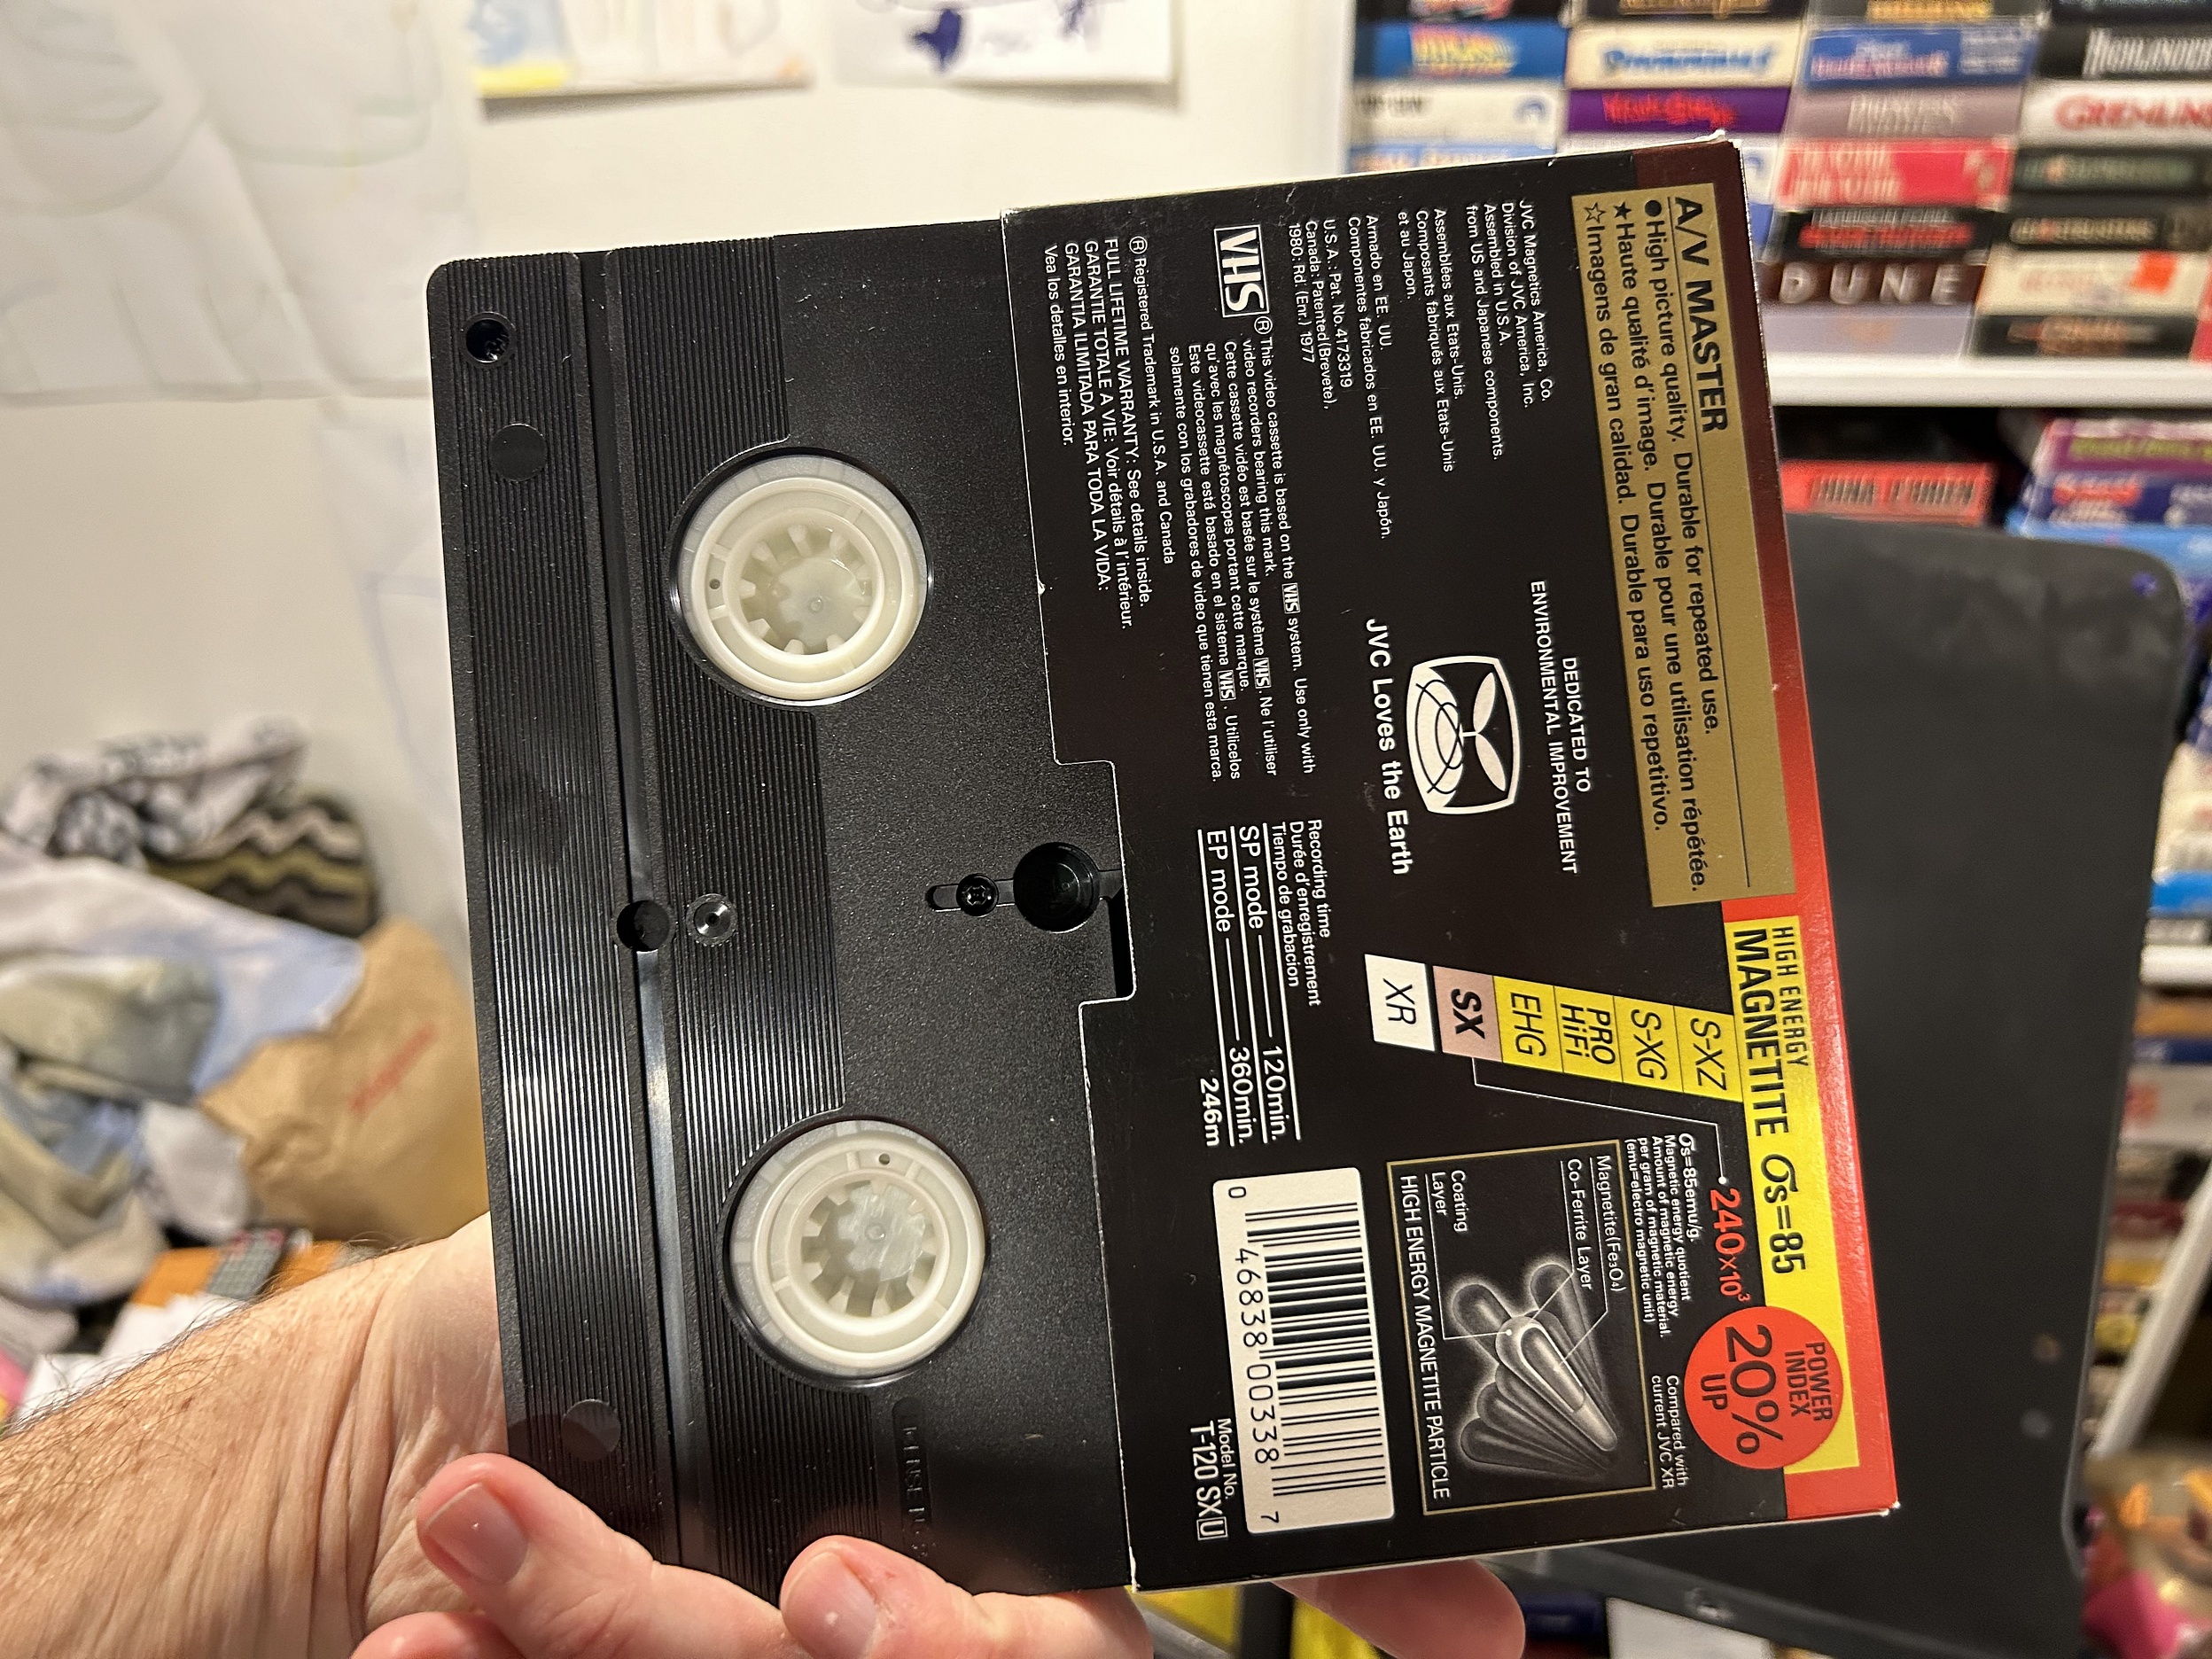 A/V MASTER
●High picture quality. Durable for repeated use.
★Haute qualité d'image. Durable pour une utilisation répétée.
☆Imagens de gran calidad. Durable para uso repetitivo.
HIGH ENERGY
MAGNETITE σs=85
POWER
INDEX
20%
UP
Compared with
current JVC XR
240×10³
σs=85emu/g.
Magnetic energy quotient
Amount of magnetic energy
per gram of magnetic material.
(emu=electro magnetic unit)
S-XZ
S-XG
PRO
HiFi
EHG
SX
XR
JVC Magnetics America, Co.
Division of JVC America, Inc.
Assembled in U.S.A.
from US and Japanese components.
Assemblées aux Etats-Unis.
Composants fabriqués aux Etats-Unis
et au Japon.
Armado en EE. UU.
Componentes fabricados en EE. UU. y Japón.
U.S.A.: Pat. No. 4173319
Canada: Patented(Brevete),
1980: Rd. (Enr.) 1977
DEDICATED TO
ENVIRONMENTAL IMPROVEMENT
JVC Loves the Earth
Magnetite(Fe₃O₄)
Co-Ferrite Layer
Coating
Layer
HIGH ENERGY MAGNETITE PARTICLE
VHS® This video cassette is based on the VHS system. Use only with
video recorders bearing this mark.
Cette cassette vidéo est basée sur le système VHS. Ne l'utiliser
qu'avec les magnétoscopes portant cette marque.
Este videocassette está basado en el sistema VHS. Utilicelos
solamente con los grabadores de video que tienen esta marca.
® Registered Trademark in U.S.A. and Canada
FULL LIFETIME WARRANTY: See details inside.
GARANTIE TOTALE A VIE: Voir détails à l'intérieur.
GARANTIA ILIMITADA PARA TODA LA VIDA:
Vea los detalles en interior.
Recording time
Durée d'enregistrement
Tiempo de grabacion
SP mode 120min.
EP mode 360min.
246m
0 46838 00338 7
Model No.
T-120 SXU
HIGHLANDER
GREMLINS
DUNE